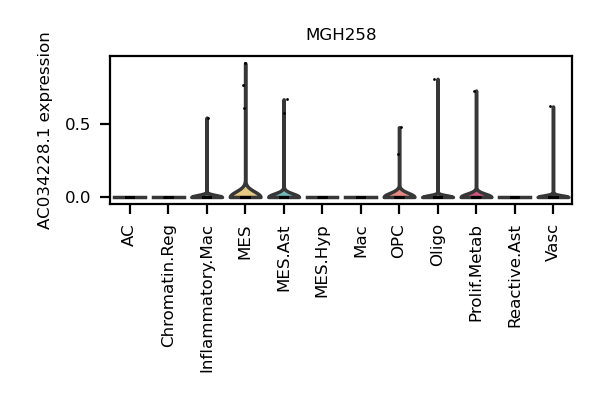 MGH258
AC034228.1 expression
0.5
0.0
AC
Chromatin.Reg
Inflammatory.Mac
MES
MES.Ast
MES.Hyp
Mac
OPC
Oligo
Prolif.Metab
Reactive.Ast
Vasc